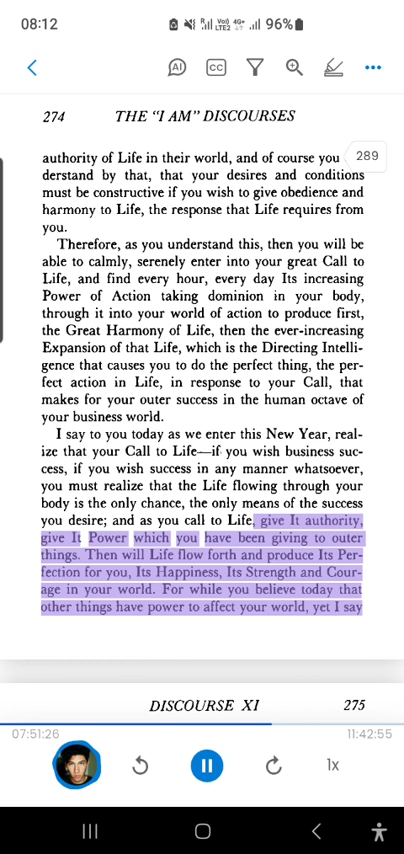 08:12
96%
AI CC
274 THE “I AM” DISCOURSES
289
authority of Life in their world, and of course you
derstand by that, that your desires and conditions
must be constructive if you wish to give obedience and
harmony to Life, the response that Life requires from
you.
Therefore, as you understand this, then you will be
able to calmly, serenely enter into your great Call to
Life, and find every hour, every day Its increasing
Power of Action taking dominion in your body,
through it into your world of action to produce first,
the Great Harmony of Life, then the ever-increasing
Expansion of that Life, which is the Directing Intelli-
gence that causes you to do the perfect thing, the per-
fect action in Life, in response to your Call, that
makes for your outer success in the human octave of
your business world.
I say to you today as we enter this New Year, real-
ize that your Call to Life—if you wish business suc-
cess, if you wish success in any manner whatsoever,
you must realize that the Life flowing through your
body is the only chance, the only means of the success
you desire; and as you call to Life, give It authority,
give It Power which you have been giving to outer
things. Then will Life flow forth and produce Its Per-
fection for you, Its Happiness, Its Strength and Cour-
age in your world. For while you believe today that
other things have power to affect your world, yet I say
DISCOURSE XI 275
07:51:26 11:42:55
1x